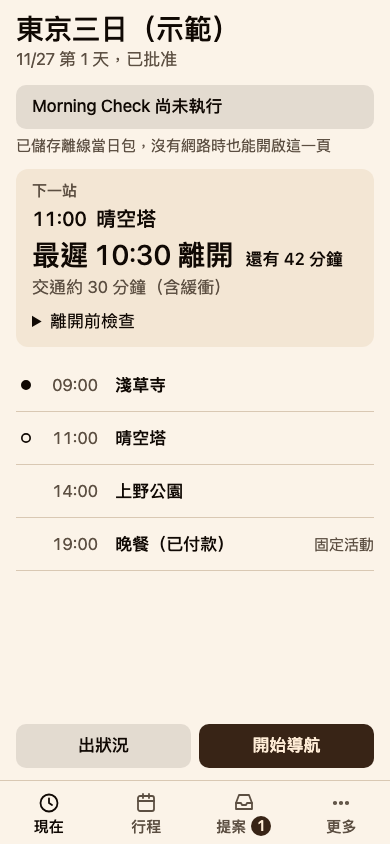 東京三日（示範）
11/27 第 1 天，已批准
Morning Check 尚未執行
已儲存離線當日包，沒有網路時也能開啟這一頁
下一站
11:00 晴空塔
最遲 10:30 離開 還有 42 分鐘
交通約 30 分鐘（含緩衝）
離開前檢查
09:00 淺草寺
11:00 晴空塔
14:00 上野公園
19:00 晚餐（已付款） 固定活動
出狀況 開始導航
現在 行程 提案 1 更多